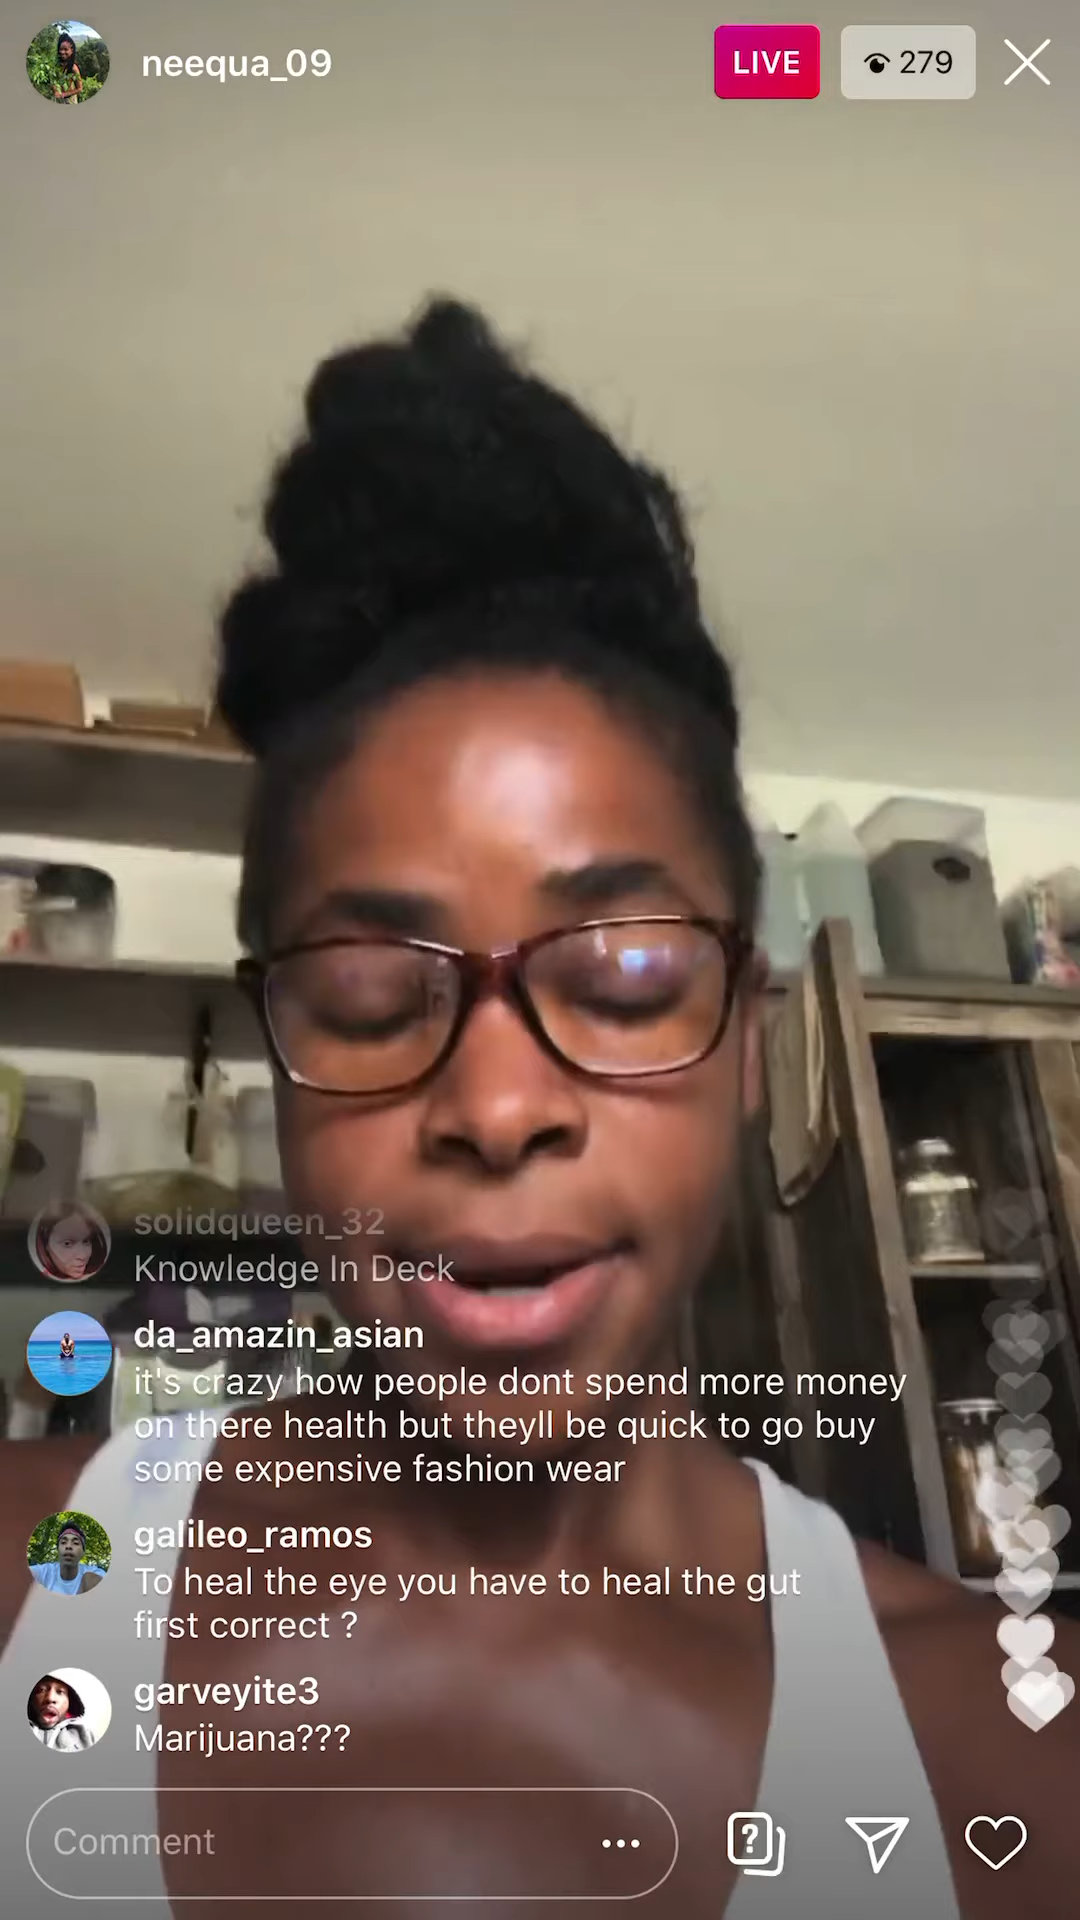 neequa_09
LIVE
279
solidqueen_32
Knowledge In Deck
da_amazin_asian
it's crazy how people dont spend more money
on there health but theyll be quick to go buy
some expensive fashion wear
galileo_ramos
To heal the eye you have to heal the gut
first correct ?
garveyite3
Marijuana???
Comment